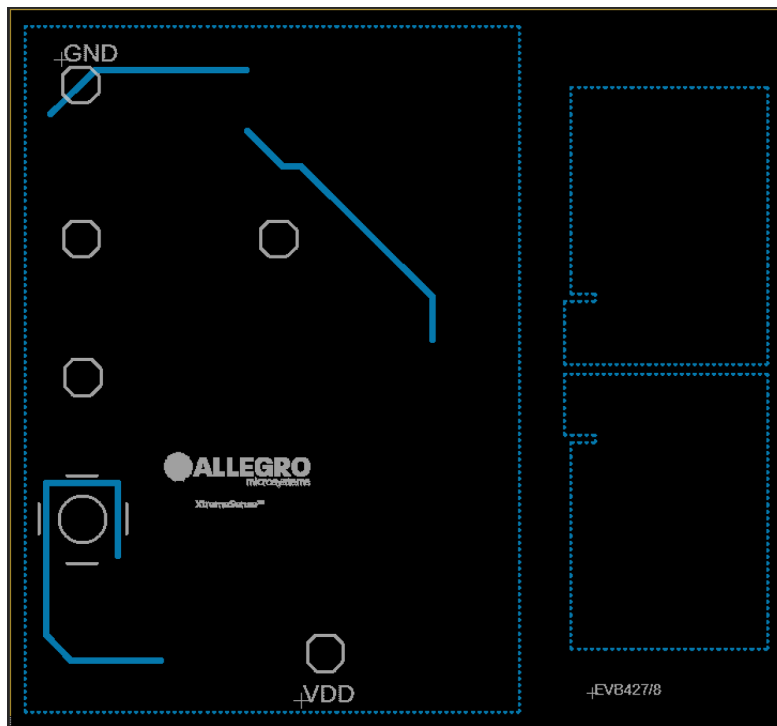 GND
ALLEGRO
microsystems
XtremeSense™
VDD
EVB427/8